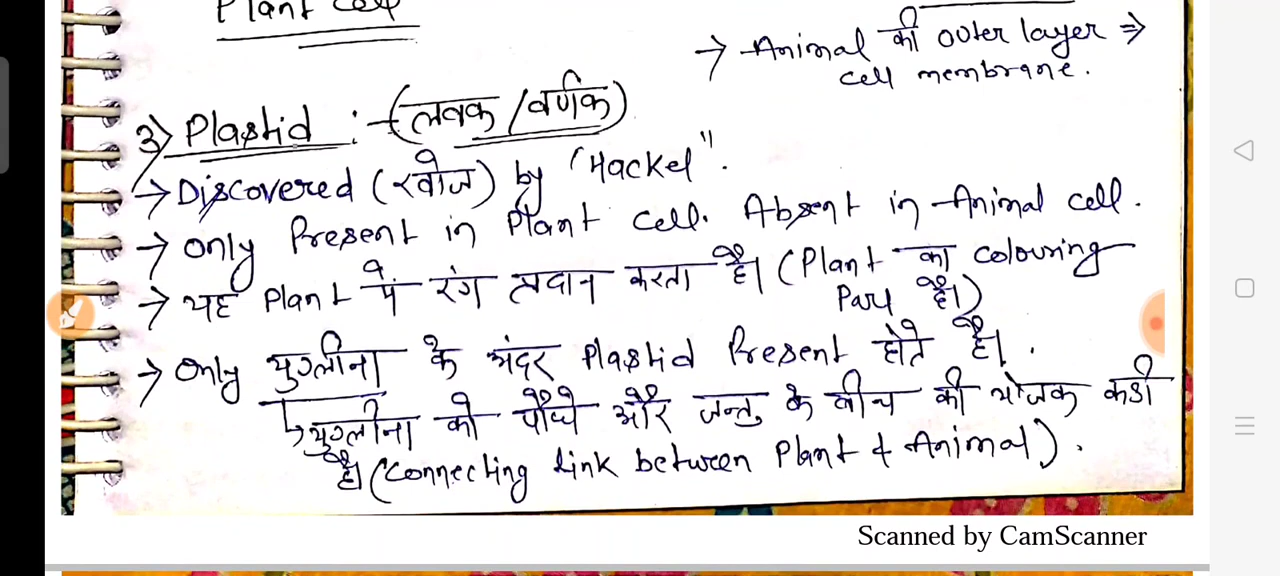 Plant Cell
→ Animal की outer layer ⇒
cell membrane.
3) Plastid :- (लवक / वर्णक)
→ Discovered (खोज) by "Hackel".
→ Only Present in Plant Cell. Absent in Animal cell.
→ यह Plant में रंग प्रदान करता है। (Plant का colouring
Part है।)
→ Only युग्लीना के अंदर Plastid Present होते है। .
↳ युग्लीना को पौधे और जन्तु के बीच की योजक कडी
है। (Connecting link between Plant & Animal).
Scanned by CamScanner